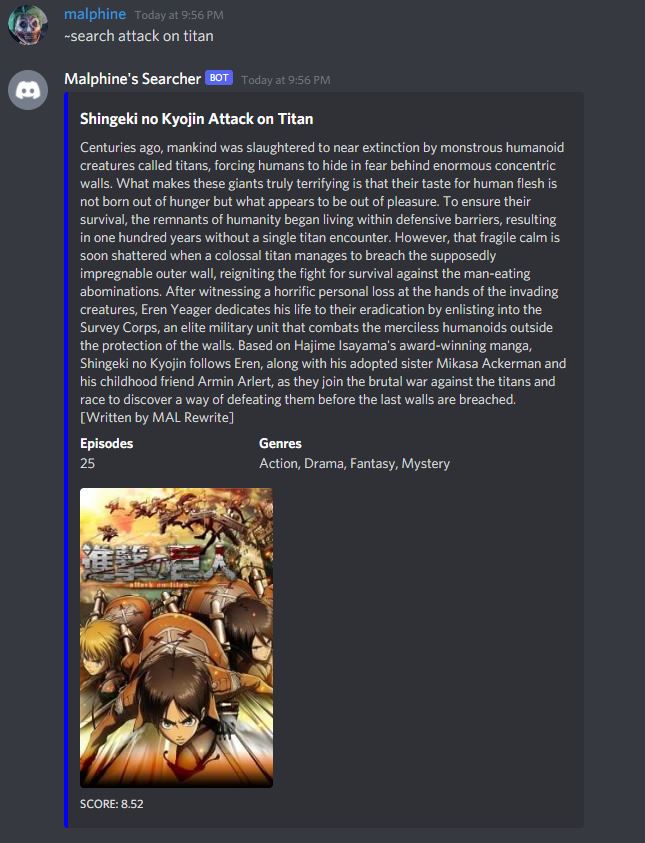 malphine Today at 9:56 PM
~search attack on titan
Malphine's Searcher BOT Today at 9:56 PM
Shingeki no Kyojin Attack on Titan
Centuries ago, mankind was slaughtered to near extinction by monstrous humanoid
creatures called titans, forcing humans to hide in fear behind enormous concentric
walls. What makes these giants truly terrifying is that their taste for human flesh is
not born out of hunger but what appears to be out of pleasure. To ensure their
survival, the remnants of humanity began living within defensive barriers, resulting
in one hundred years without a single titan encounter. However, that fragile calm is
soon shattered when a colossal titan manages to breach the supposedly
impregnable outer wall, reigniting the fight for survival against the man-eating
abominations. After witnessing a horrific personal loss at the hands of the invading
creatures, Eren Yeager dedicates his life to their eradication by enlisting into the
Survey Corps, an elite military unit that combats the merciless humanoids outside
the protection of the walls. Based on Hajime Isayama's award-winning manga,
Shingeki no Kyojin follows Eren, along with his adopted sister Mikasa Ackerman and
his childhood friend Armin Arlert, as they join the brutal war against the titans and
race to discover a way of defeating them before the last walls are breached.
[Written by MAL Rewrite]
Episodes Genres
25 Action, Drama, Fantasy, Mystery
進撃の巨人
attack on titan
SCORE: 8.52